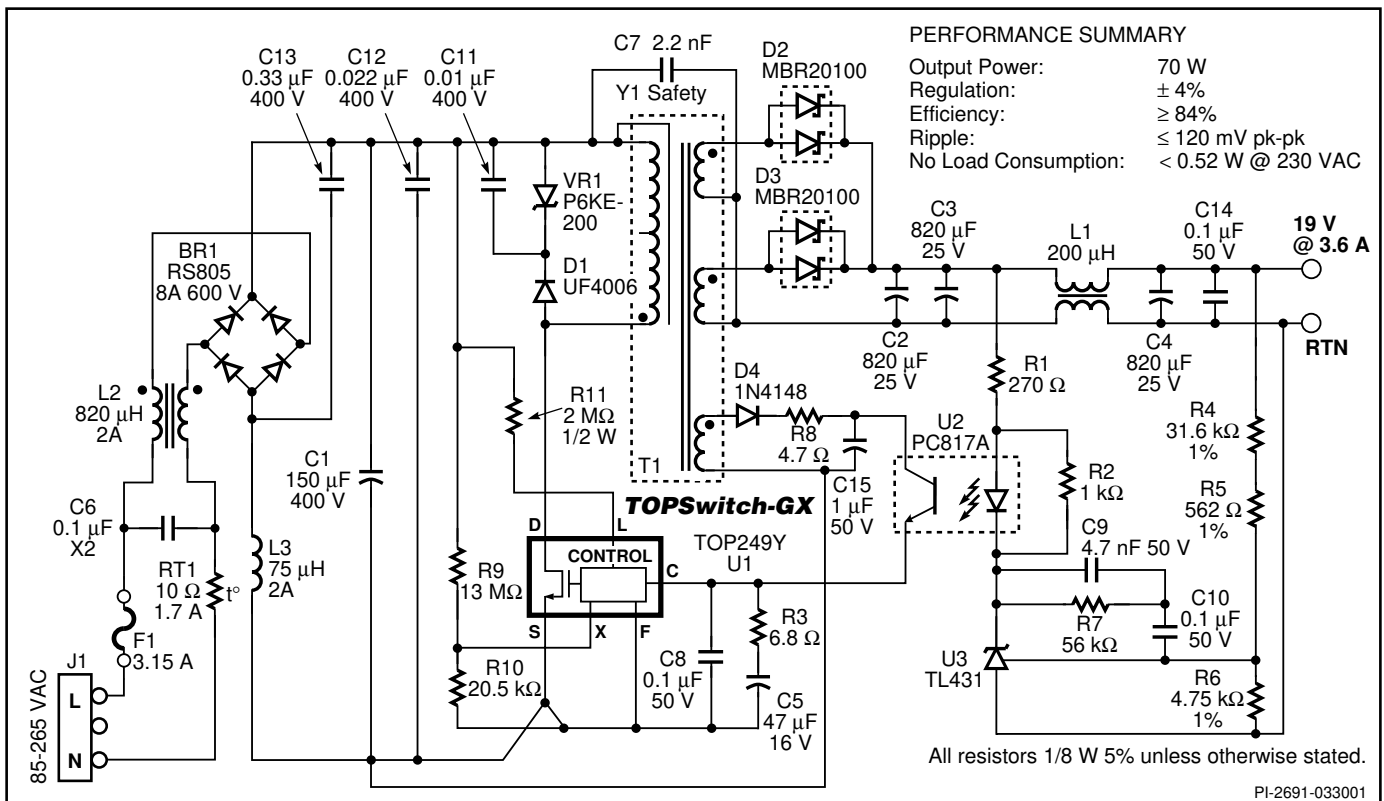 PERFORMANCE SUMMARY
Output Power: 70 W
Regulation: ± 4%
Efficiency: ≥ 84%
Ripple: ≤ 120 mV pk-pk
No Load Consumption: < 0.52 W @ 230 VAC
C13
0.33 µF
400 V
C12
0.022 µF
400 V
C11
0.01 µF
400 V
C7 2.2 nF
Y1 Safety
D2
MBR20100
D3
MBR20100
VR1
P6KE-
200
D1
UF4006
BR1
RS805
8A 600 V
C3
820 µF
25 V
L1
200 µH
C14
0.1 µF
50 V
19 V
@ 3.6 A
RTN
C2
820 µF
25 V
C4
820 µF
25 V
L2
820 µH
2A
R11
2 MΩ
1/2 W
D4
1N4148
R8
4.7 Ω
T1
C15
1 µF
50 V
U2
PC817A
R1
270 Ω
R2
1 kΩ
R4
31.6 kΩ
1%
R5
562 Ω
1%
C1
150 µF
400 V
C6
0.1 µF
X2
RT1
10 Ω
1.7 A
t°
L3
75 µH
2A
F1
3.15 A
J1
L
N
85-265 VAC
R9
13 MΩ
R10
20.5 kΩ
TOPSwitch-GX
D
L
CONTROL
C
S
X
F
TOP249Y
U1
C8
0.1 µF
50 V
R3
6.8 Ω
C5
47 µF
16 V
C9
4.7 nF 50 V
R7
56 kΩ
C10
0.1 µF
50 V
U3
TL431
R6
4.75 kΩ
1%
All resistors 1/8 W 5% unless otherwise stated.
PI-2691-033001